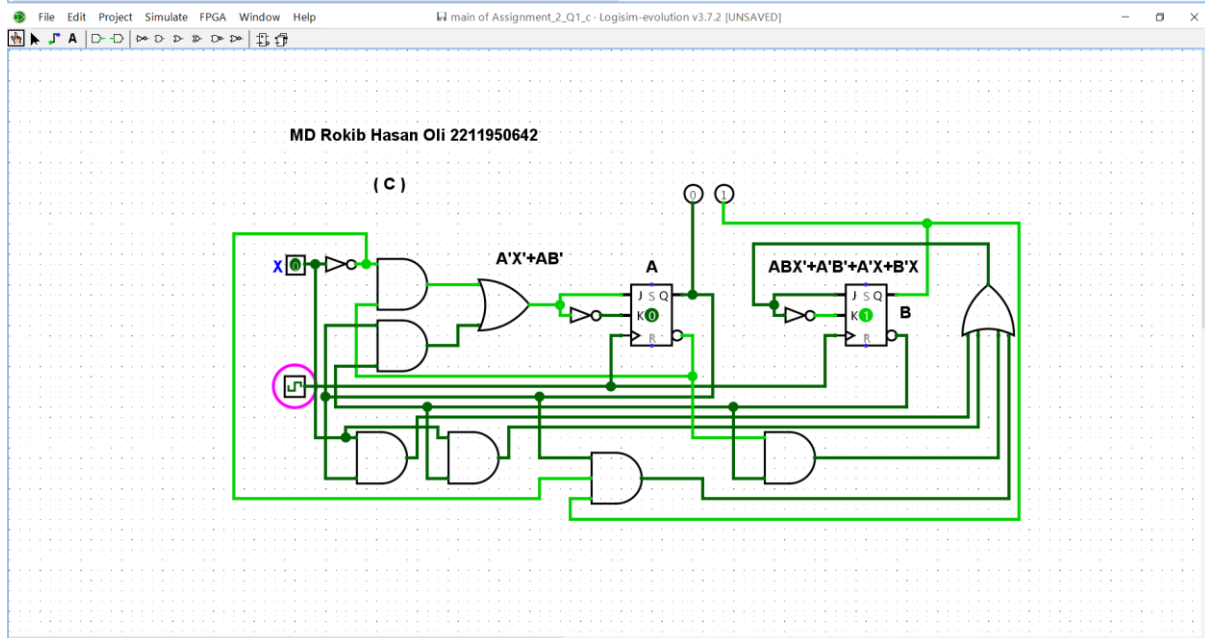 main of Assignment_2_Q1_c · Logisim-evolution v3.7.2 [UNSAVED]
File Edit Project Simulate FPGA Window Help
A
MD Rokib Hasan Oli 2211950642
( C )
0 1
A'X'+AB'
A
ABX'+A'B'+A'X+B'X
X 0
J S Q
K 0
R
J S Q
K 1
R
B